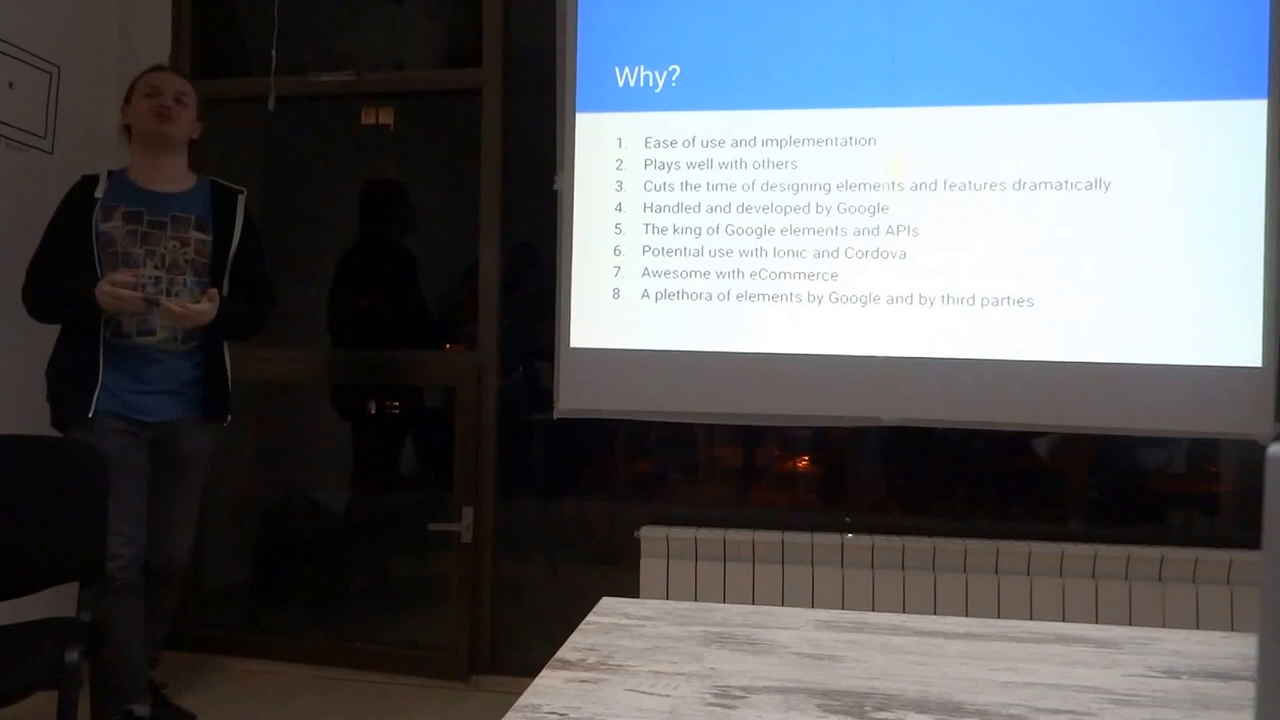 Why?
1. Ease of use and implementation
2. Plays well with others
3. Cuts the time of designing elements and features dramatically
4. Handled and developed by Google
5. The king of Google elements and APIs
6. Potential use with Ionic and Cordova
7. Awesome with eCommerce
8. A plethora of elements by Google and by third parties